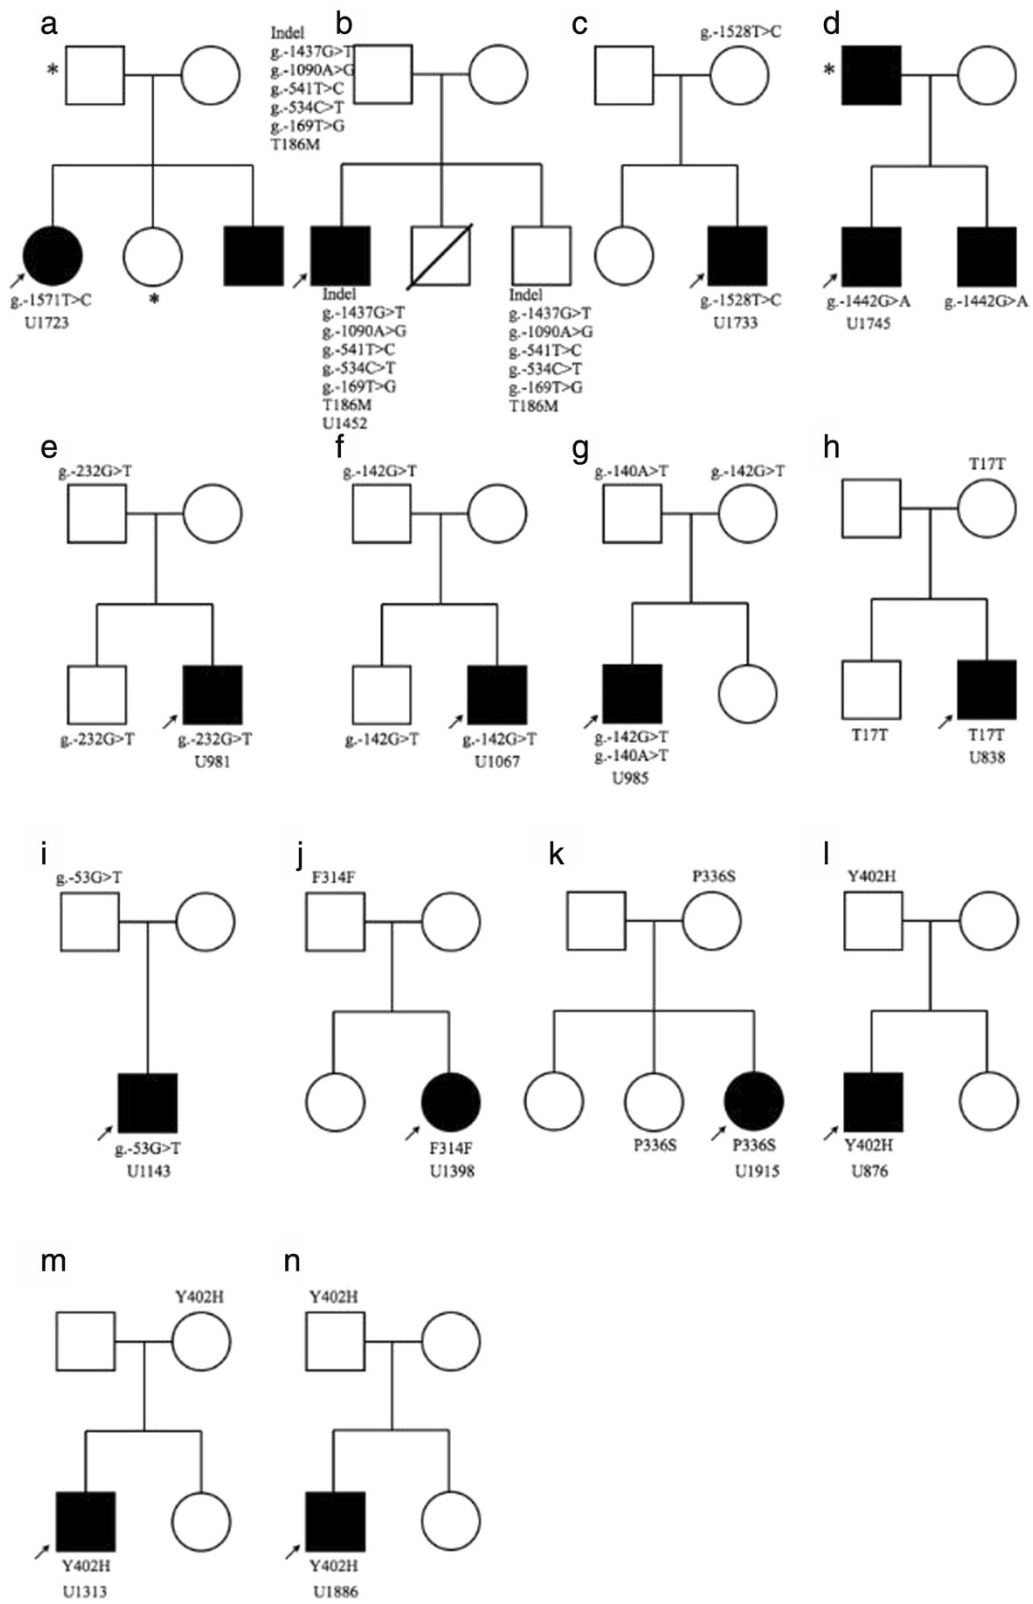 a
*
g.-1571T>C
U1723
*
b
Indel
g.-1437G>T
g.-1090A>G
g.-541T>C
g.-534C>T
g.-169T>G
T186M
Indel
g.-1437G>T
g.-1090A>G
g.-541T>C
g.-534C>T
g.-169T>G
T186M
U1452
Indel
g.-1437G>T
g.-1090A>G
g.-541T>C
g.-534C>T
g.-169T>G
T186M
c
g.-1528T>C
g.-1528T>C
U1733
d
*
g.-1442G>A
U1745
g.-1442G>A
e
g.-232G>T
g.-232G>T
g.-232G>T
U981
f
g.-142G>T
g.-142G>T
g.-142G>T
U1067
g
g.-140A>T
g.-142G>T
g.-142G>T
g.-140A>T
U985
h
T17T
T17T
T17T
U838
i
g.-53G>T
g.-53G>T
U1143
j
F314F
F314F
U1398
k
P336S
P336S
P336S
U1915
l
Y402H
Y402H
U876
m
Y402H
Y402H
U1313
n
Y402H
Y402H
U1886